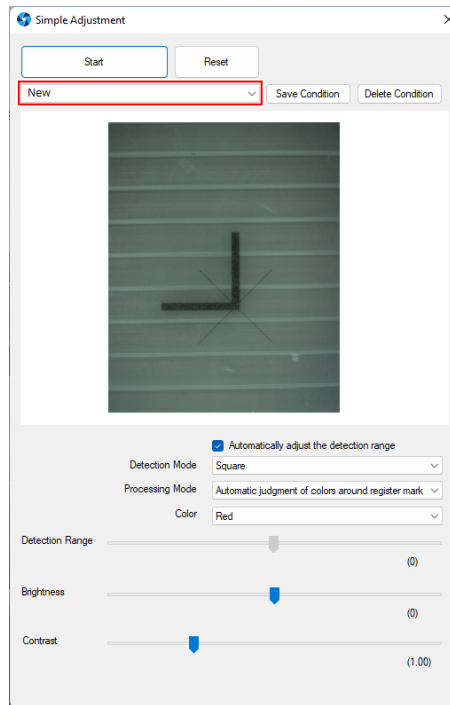 Simple Adjustment
Start Reset
New Save Condition Delete Condition
Automatically adjust the detection range
Detection Mode Square
Processing Mode Automatic judgment of colors around register mark
Color Red
Detection Range
(0)
Brightness
(0)
Contrast
(1.00)